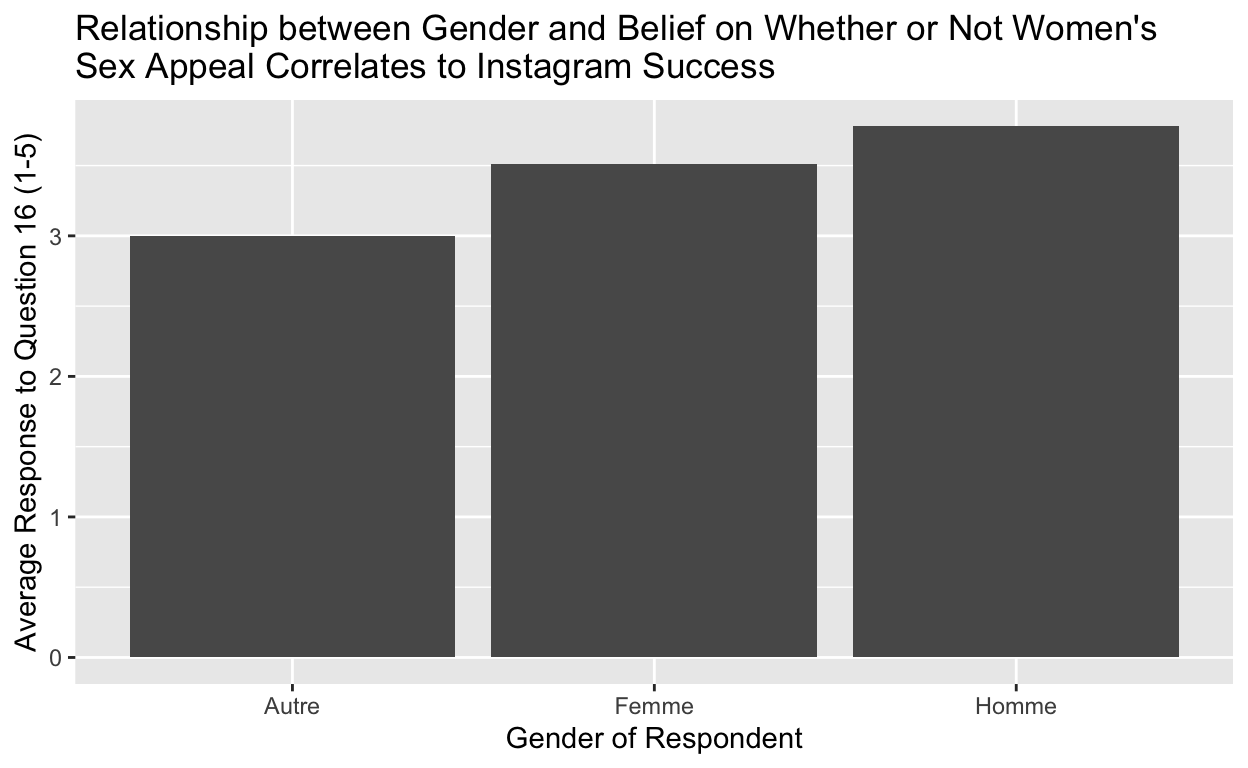 Relationship between Gender and Belief on Whether or Not Women's
Sex Appeal Correlates to Instagram Success
Average Response to Question 16 (1-5)
3
2
1
0
Autre
Femme
Homme
Gender of Respondent